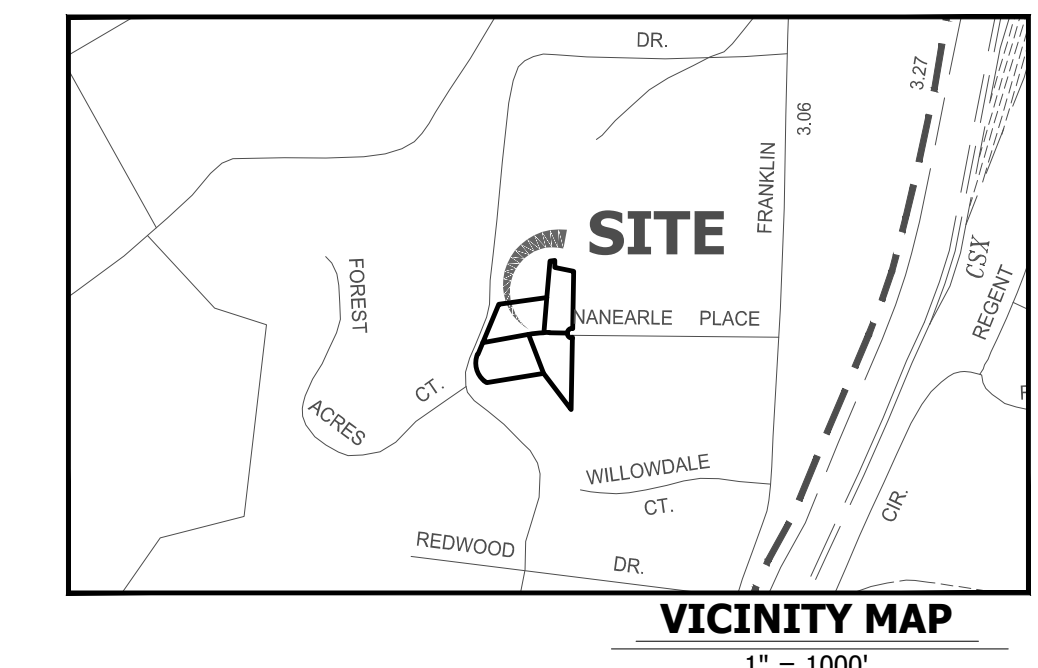 DR.
3.27
3.06
FRANKLIN
SITE
CSX
FOREST
REGENT
NANEARLE PLACE
CT.
ACRES
WILLOWDALE
CT.
CIR.
REDWOOD
DR.
VICINITY MAP
1" = 1000'